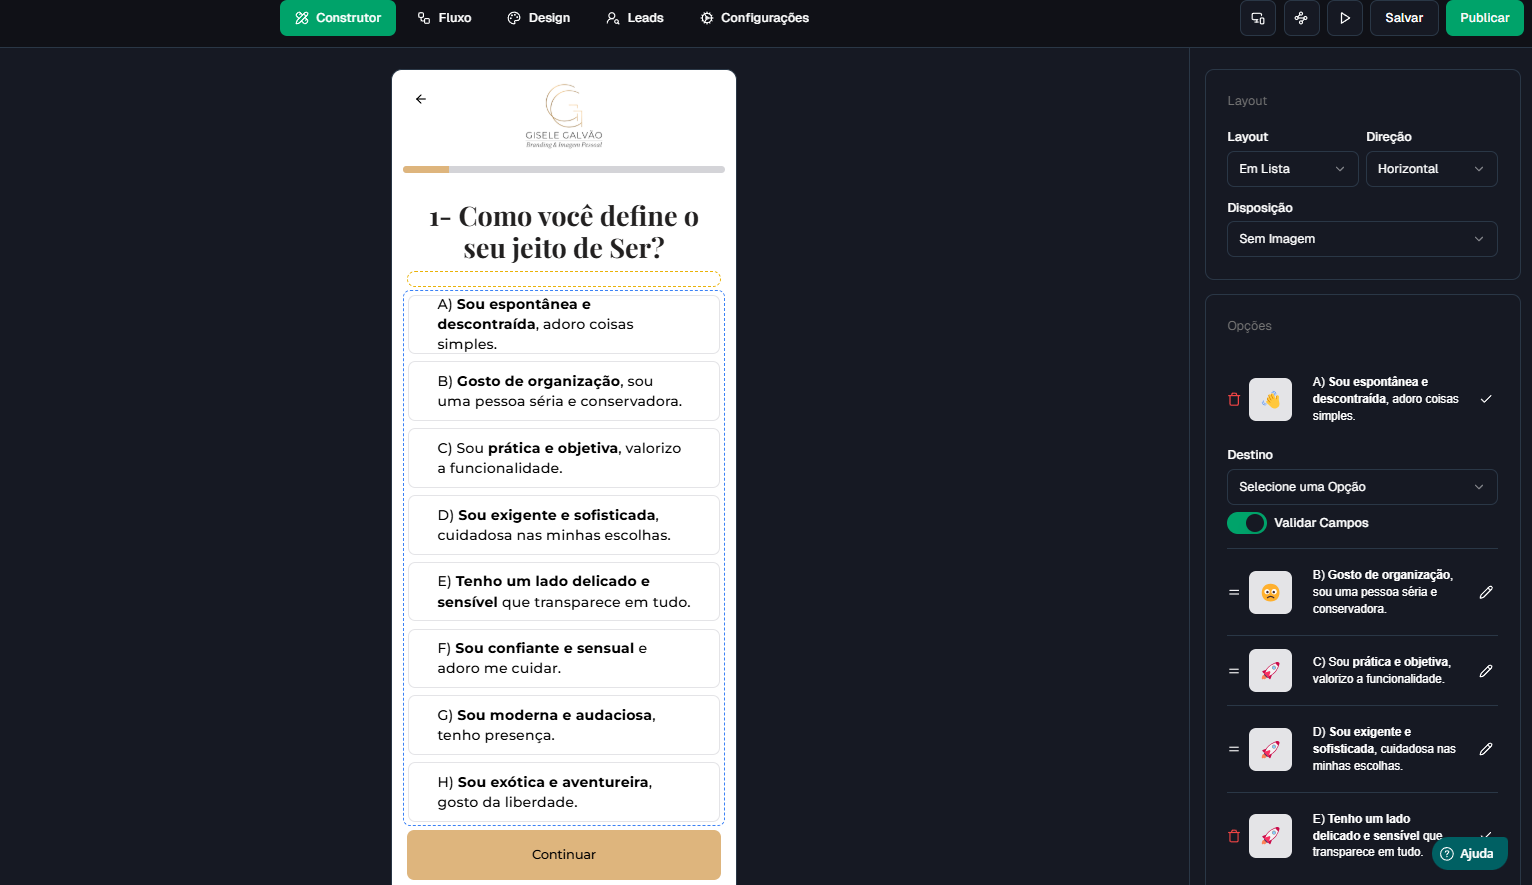 Construtor
Fluxo
Design
Leads
Configurações
Salvar
Publicar
G
GISELE GALVÃO
Branding & Imagem Pessoal
1- Como você define o
seu jeito de Ser?
A) Sou espontânea e
descontraída, adoro coisas
simples.
B) Gosto de organização, sou
uma pessoa séria e conservadora.
C) Sou prática e objetiva, valorizo
a funcionalidade.
D) Sou exigente e sofisticada,
cuidadosa nas minhas escolhas.
E) Tenho um lado delicado e
sensível que transparece em tudo.
F) Sou confiante e sensual e
adoro me cuidar.
G) Sou moderna e audaciosa,
tenho presença.
H) Sou exótica e aventureira,
gosto da liberdade.
Continuar
Layout
Layout
Direção
Em Lista
Horizontal
Disposição
Sem Imagem
Opções
A) Sou espontânea e
descontraída, adoro coisas
simples.
Destino
Selecione uma Opção
Validar Campos
B) Gosto de organização,
sou uma pessoa séria e
conservadora.
C) Sou prática e objetiva,
valorizo a funcionalidade.
D) Sou exigente e
sofisticada, cuidadosa nas
minhas escolhas.
E) Tenho um lado
delicado e sensível que
transparece em tudo.
Ajuda